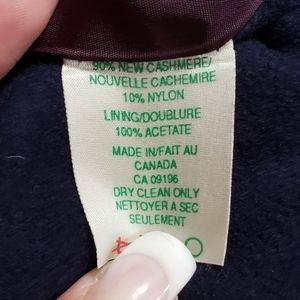 90% NEW CASHMERE/
NOUVELLE CACHEMIRE
10% NYLON
LINING/DOUBLURE
100% ACETATE
MADE IN/FAIT AU
CANADA
CA 09196
DRY CLEAN ONLY
NETTOYER A SEC
SEULEMENT